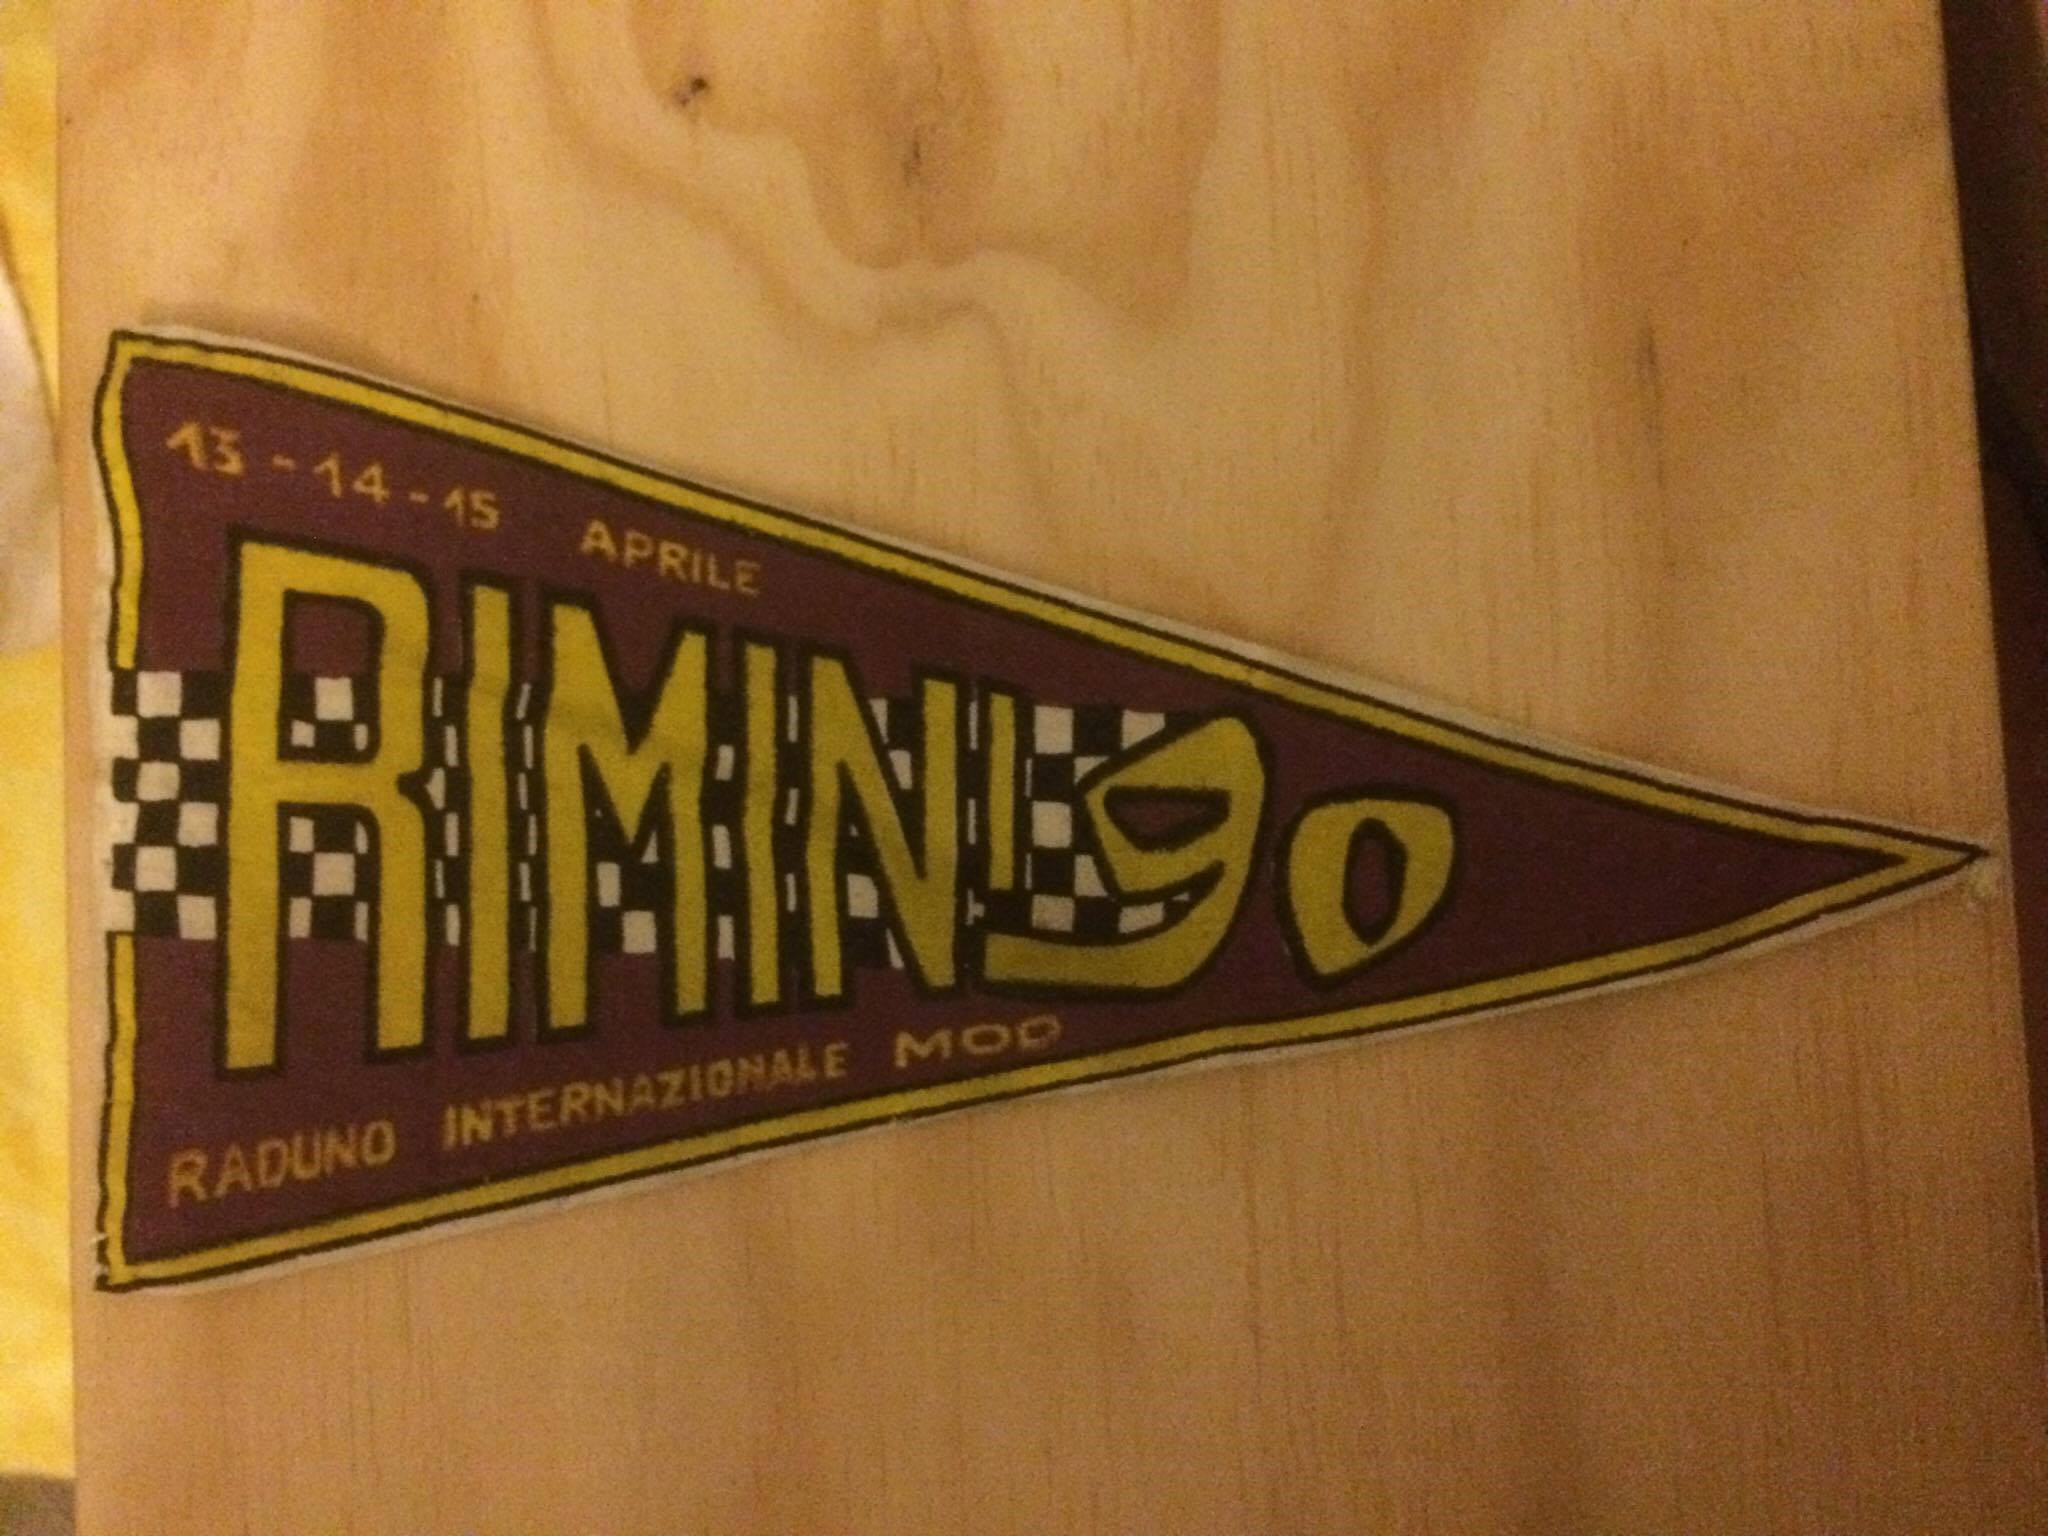 13 - 14 - 15 APRILE
RIMINI 90
RADUNO INTERNAZIONALE MOD